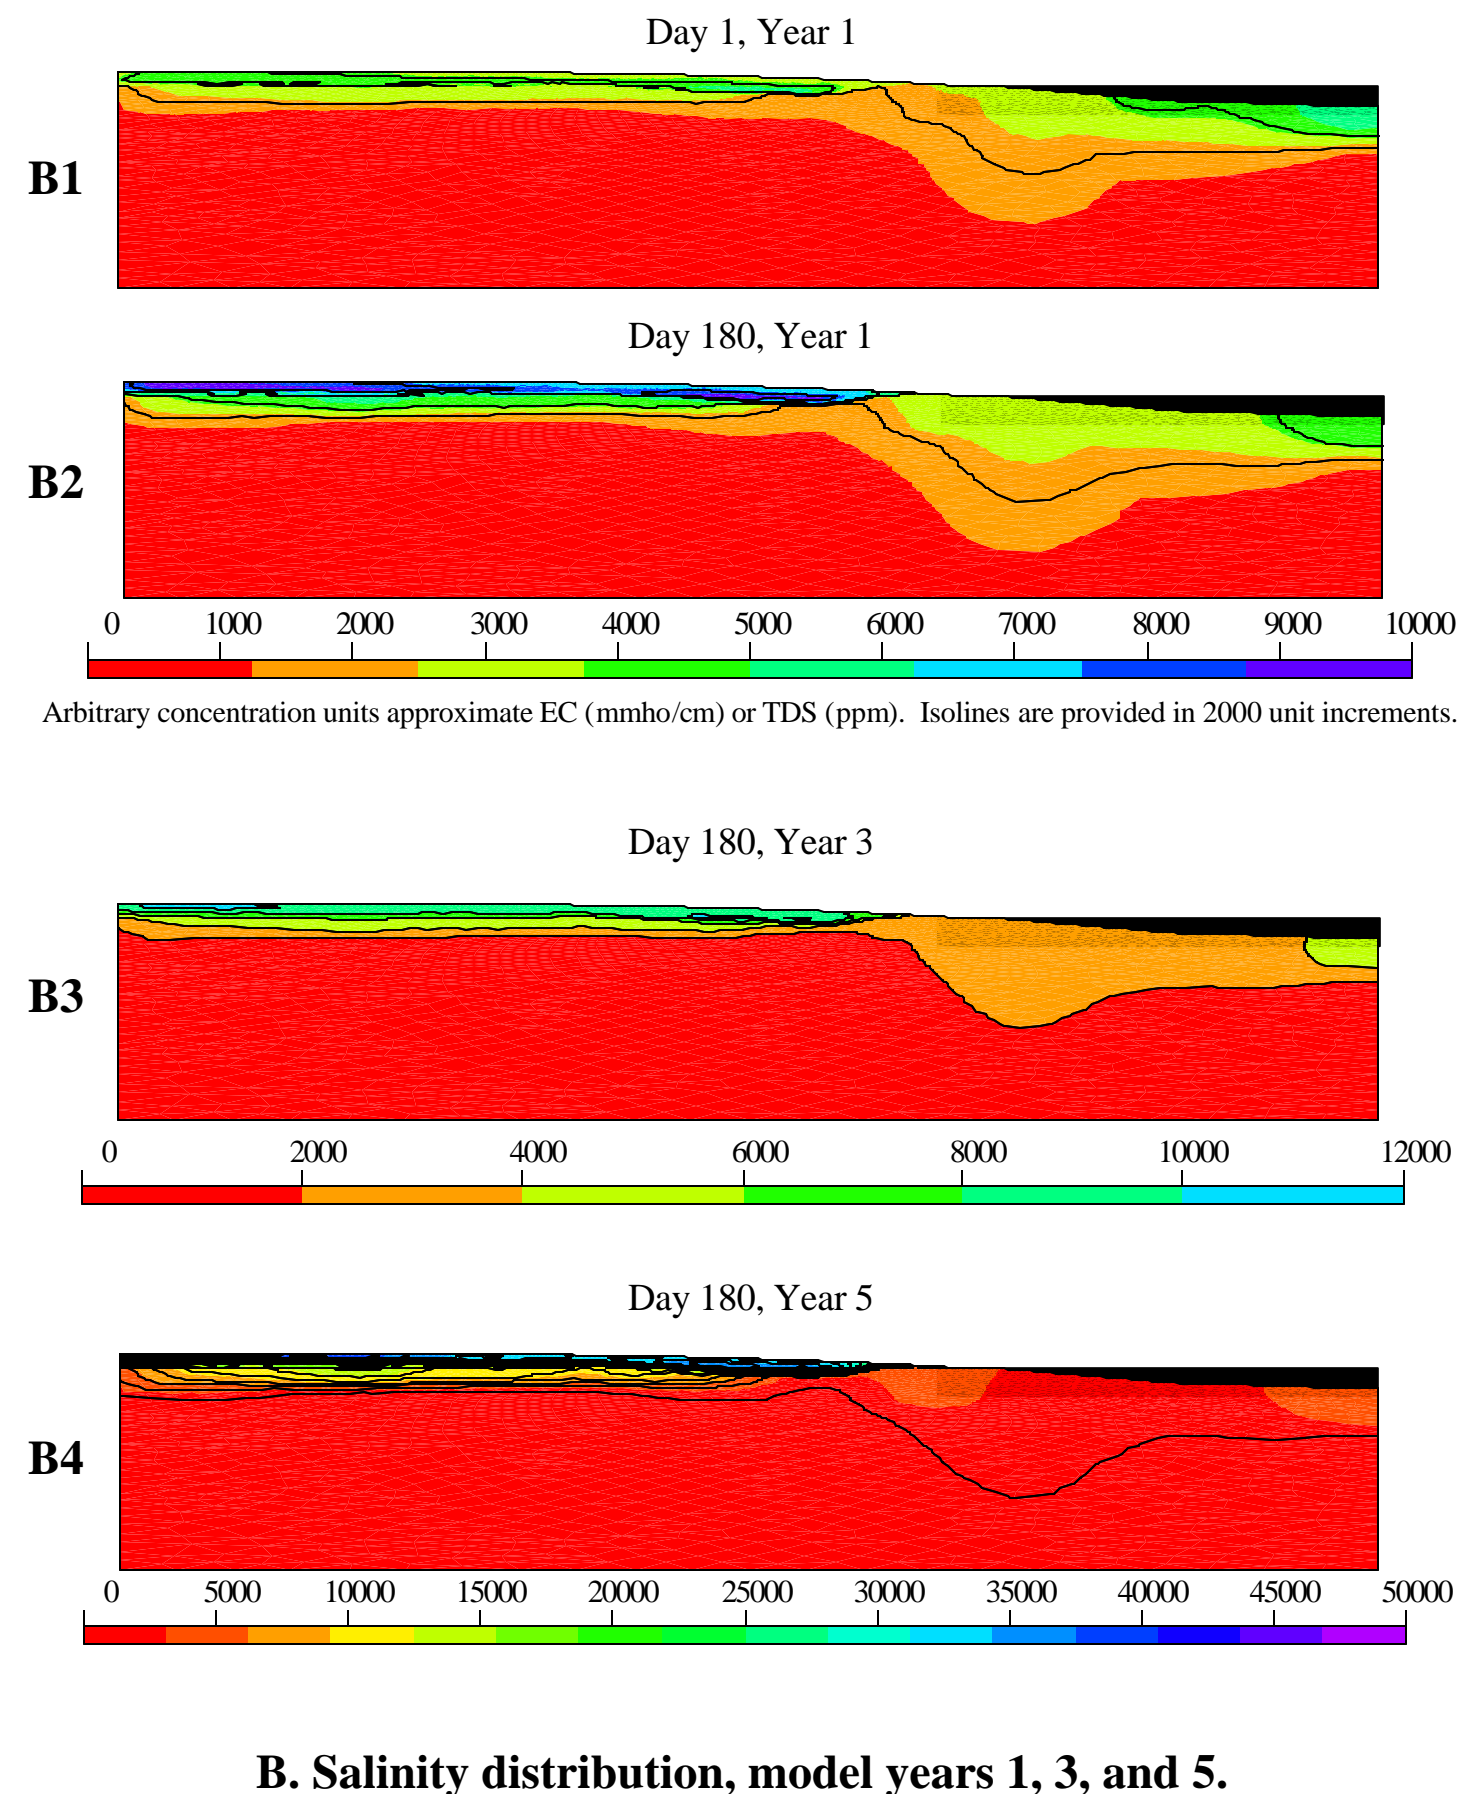 Day 1, Year 1
B1
Day 180, Year 1
B2
0 1000 2000 3000 4000 5000 6000 7000 8000 9000 10000
Arbitrary concentration units approximate EC (mmho/cm) or TDS (ppm). Isolines are provided in 2000 unit increments.
Day 180, Year 3
B3
0 2000 4000 6000 8000 10000 12000
Day 180, Year 5
B4
0 5000 10000 15000 20000 25000 30000 35000 40000 45000 50000
B. Salinity distribution, model years 1, 3, and 5.